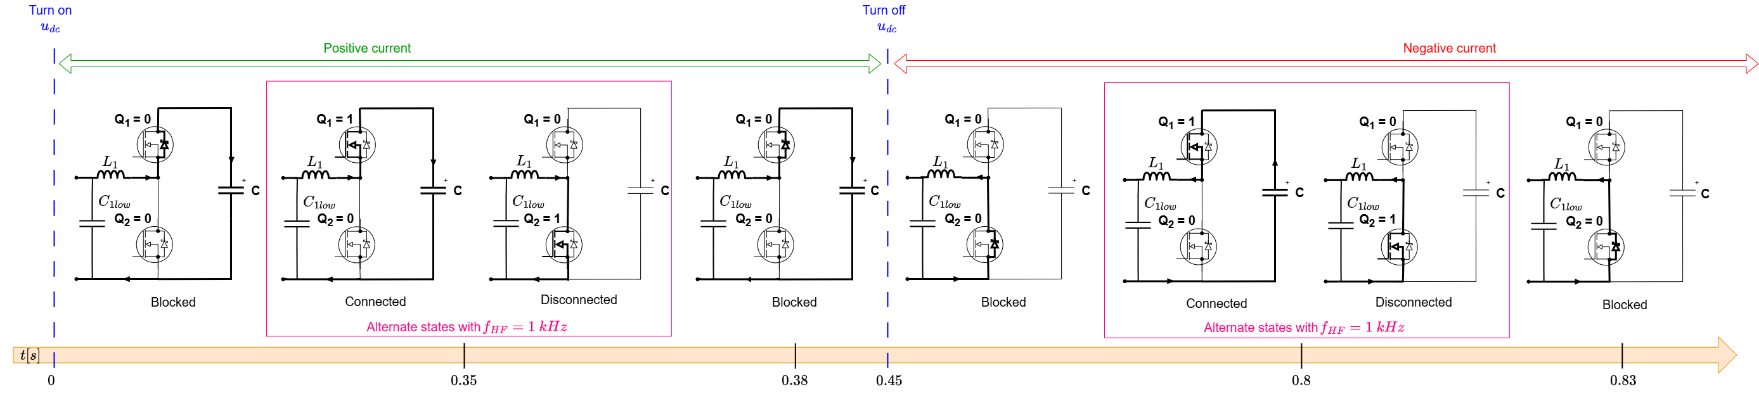 Turn on
u_dc
Turn off
u_dc
Positive current
Negative current
Q1 = 0
L1
C1low
Q2 = 0
+
C
Blocked
Q1 = 1
L1
C1low
Q2 = 0
+
C
Connected
Q1 = 0
L1
C1low
Q2 = 1
+
C
Disconnected
Alternate states with f_HF = 1 kHz
Q1 = 0
L1
C1low
Q2 = 0
+
C
Blocked
Q1 = 0
L1
C1low
Q2 = 0
+
C
Blocked
Q1 = 1
L1
C1low
Q2 = 0
+
C
Connected
Q1 = 0
L1
C1low
Q2 = 1
+
C
Disconnected
Alternate states with f_HF = 1 kHz
Q1 = 0
L1
C1low
Q2 = 0
+
C
Blocked
t[s]
0
0.35
0.38
0.45
0.8
0.83